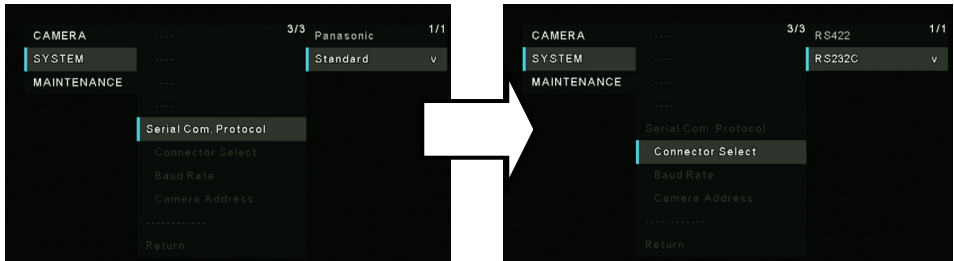 CAMERA
SYSTEM
MAINTENANCE
----
----
----
----
Serial Com. Protocol
Connector Select
Baud Rate
Camera Address
------------
Return
3/3
Panasonic
1/1
Standard
v
CAMERA
SYSTEM
MAINTENANCE
----
----
----
----
Serial Com. Protocol
Connector Select
Baud Rate
Camera Address
------------
Return
3/3
RS422
1/1
RS232C
v